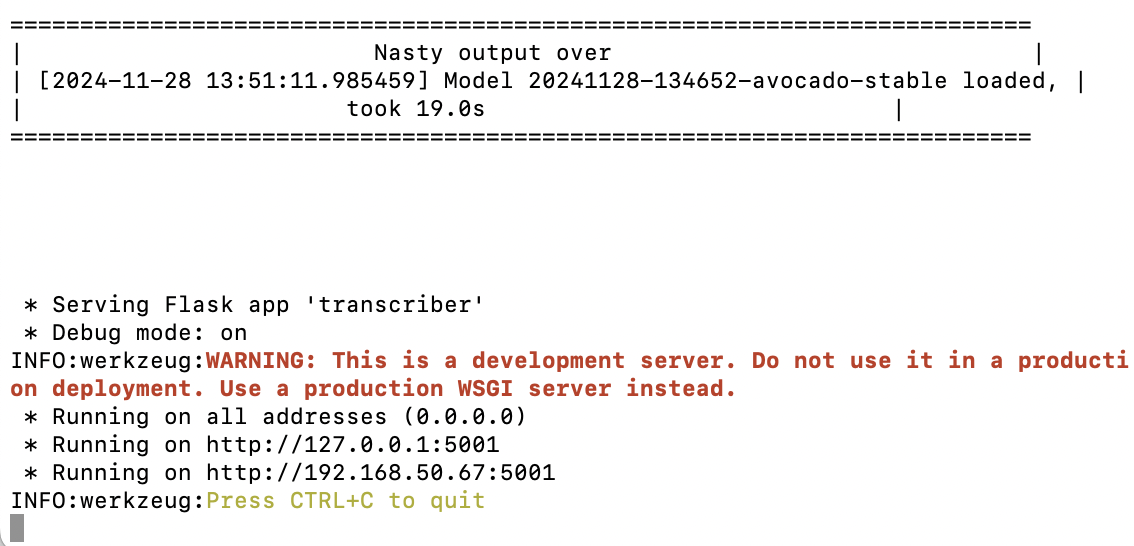 =========================================================================
|                         Nasty output over                              |
| [2024-11-28 13:51:11.985459] Model 20241128-134652-avocado-stable loaded, |
|                       took 19.0s                             |
=========================================================================
 * Serving Flask app 'transcriber'
 * Debug mode: on
INFO:werkzeug:WARNING: This is a development server. Do not use it in a producti
on deployment. Use a production WSGI server instead.
 * Running on all addresses (0.0.0.0)
 * Running on http://127.0.0.1:5001
 * Running on http://192.168.50.67:5001
INFO:werkzeug:Press CTRL+C to quit